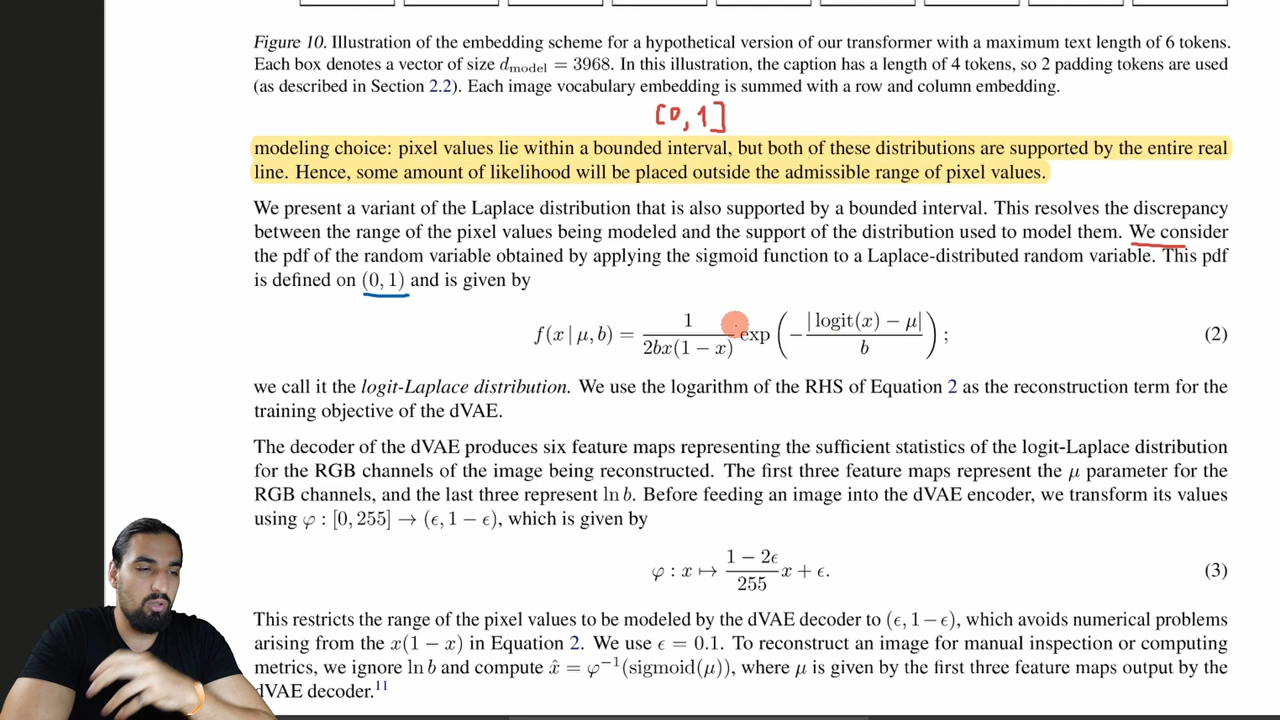 Figure 10. Illustration of the embedding scheme for a hypothetical version of our transformer with a maximum text length of 6 tokens.
Each box denotes a vector of size d_model = 3968. In this illustration, the caption has a length of 4 tokens, so 2 padding tokens are used
(as described in Section 2.2). Each image vocabulary embedding is summed with a row and column embedding.
[0,1]
modeling choice: pixel values lie within a bounded interval, but both of these distributions are supported by the entire real
line. Hence, some amount of likelihood will be placed outside the admissible range of pixel values.
We present a variant of the Laplace distribution that is also supported by a bounded interval. This resolves the discrepancy
between the range of the pixel values being modeled and the support of the distribution used to model them. We consider
the pdf of the random variable obtained by applying the sigmoid function to a Laplace-distributed random variable. This pdf
is defined on (0, 1) and is given by
f(x | μ, b) = 1 / 2bx(1 − x) exp ( − | logit(x) − μ| / b ) ; (2)
we call it the logit-Laplace distribution. We use the logarithm of the RHS of Equation 2 as the reconstruction term for the
training objective of the dVAE.
The decoder of the dVAE produces six feature maps representing the sufficient statistics of the logit-Laplace distribution
for the RGB channels of the image being reconstructed. The first three feature maps represent the μ parameter for the
RGB channels, and the last three represent ln b. Before feeding an image into the dVAE encoder, we transform its values
using φ : [0, 255] → (ϵ, 1 − ϵ), which is given by
φ : x ↦ 1 − 2ϵ / 255 x + ϵ. (3)
This restricts the range of the pixel values to be modeled by the dVAE decoder to (ϵ, 1 − ϵ), which avoids numerical problems
arising from the x(1 − x) in Equation 2. We use ϵ = 0.1. To reconstruct an image for manual inspection or computing
metrics, we ignore ln b and compute x̂ = φ⁻¹(sigmoid(μ)), where μ is given by the first three feature maps output by the
dVAE decoder.¹¹